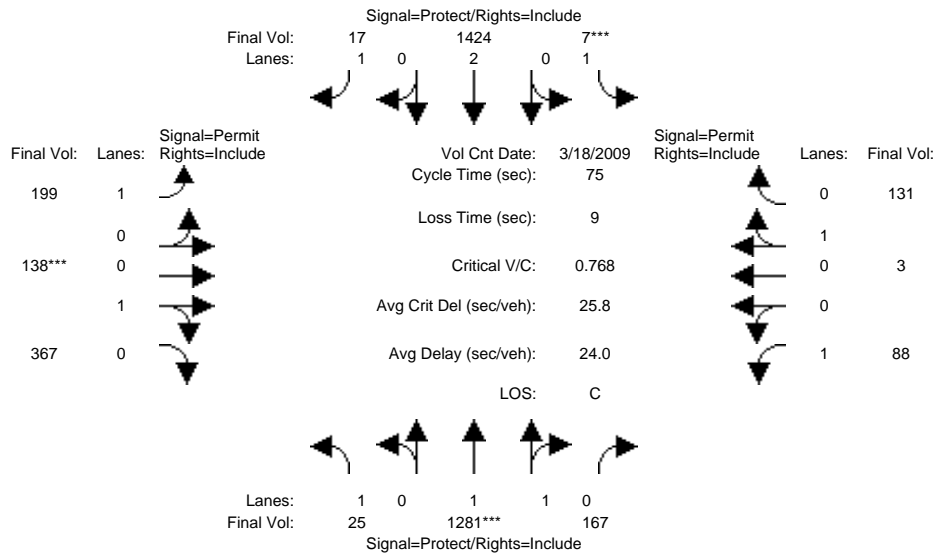 Signal=Protect/Rights=Include
Final Vol: 17 1424 7***
Lanes: 1 0 2 0 1
Signal=Permit Signal=Permit
Final Vol: Lanes: Rights=Include Vol Cnt Date: 3/18/2009 Rights=Include Lanes: Final Vol:
Cycle Time (sec): 75
199 1 0 131
Loss Time (sec): 9
0 1
138*** 0 Critical V/C: 0.768 0 3
1 Avg Crit Del (sec/veh): 25.8 0
367 0 Avg Delay (sec/veh): 24.0 1 88
LOS: C
Lanes: 1 0 1 1 0
Final Vol: 25 1281*** 167
Signal=Protect/Rights=Include